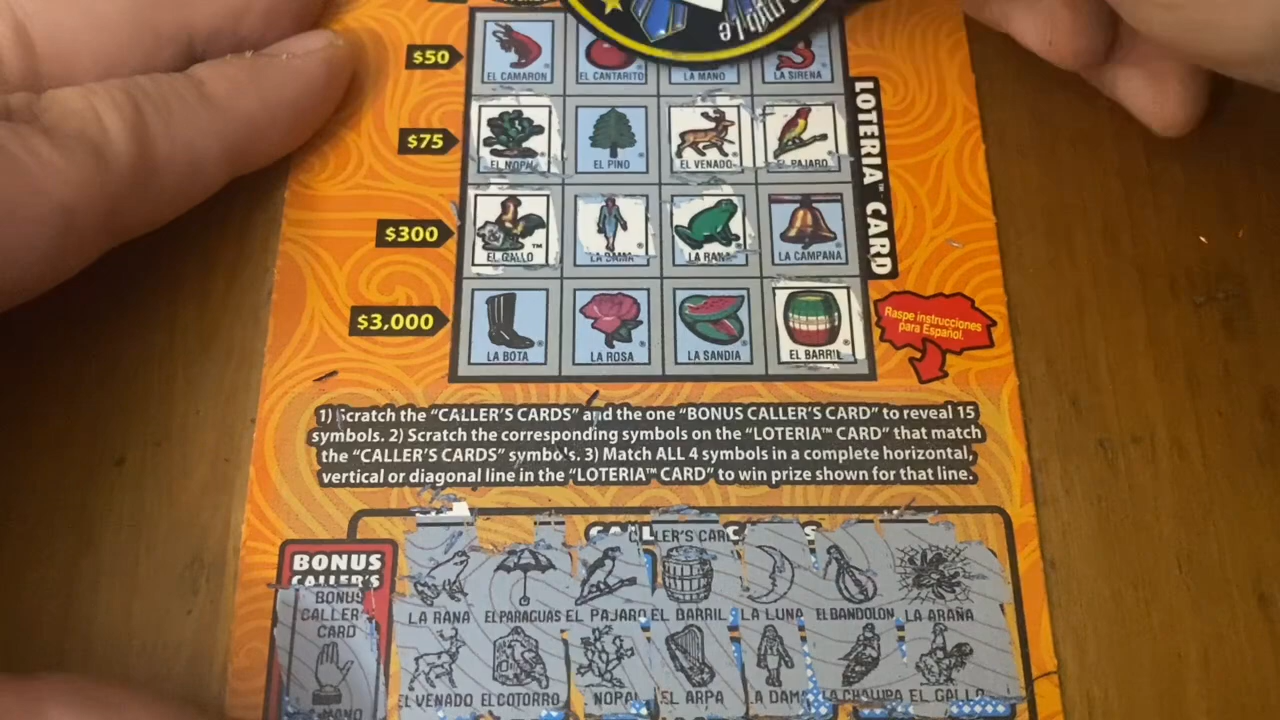 $50
EL CAMARON EL CANTARITO LA MANO LA SIRENA
$75
EL NOPAL EL PINO EL VENADO EL PAJARO
$300
EL GALLO LA DAMA LA RANA LA CAMPANA
$3,000
LA BOTA LA ROSA LA SANDIA EL BARRIL
LOTERIA™ CARD
Raspe instrucciones
para Español.
1) Scratch the “CALLER'S CARDS” and the one “BONUS CALLER'S CARD” to reveal 15
symbols. 2) Scratch the corresponding symbols on the “LOTERIA™ CARD” that match
the “CALLER'S CARDS” symbols. 3) Match ALL 4 symbols in a complete horizontal,
vertical or diagonal line in the “LOTERIA™ CARD” to win prize shown for that line.
BONUS
CALLER'S
BONUS
CALLER'S
CARD
MANO
CALLER'S CARDS
LA RANA EL PARAGUAS EL PAJARO EL BARRIL LA LUNA EL BANDOLON LA ARAÑA
EL VENADO EL COTORRO NOPAL EL ARPA LA DAMA LA CHALUPA EL GALLO